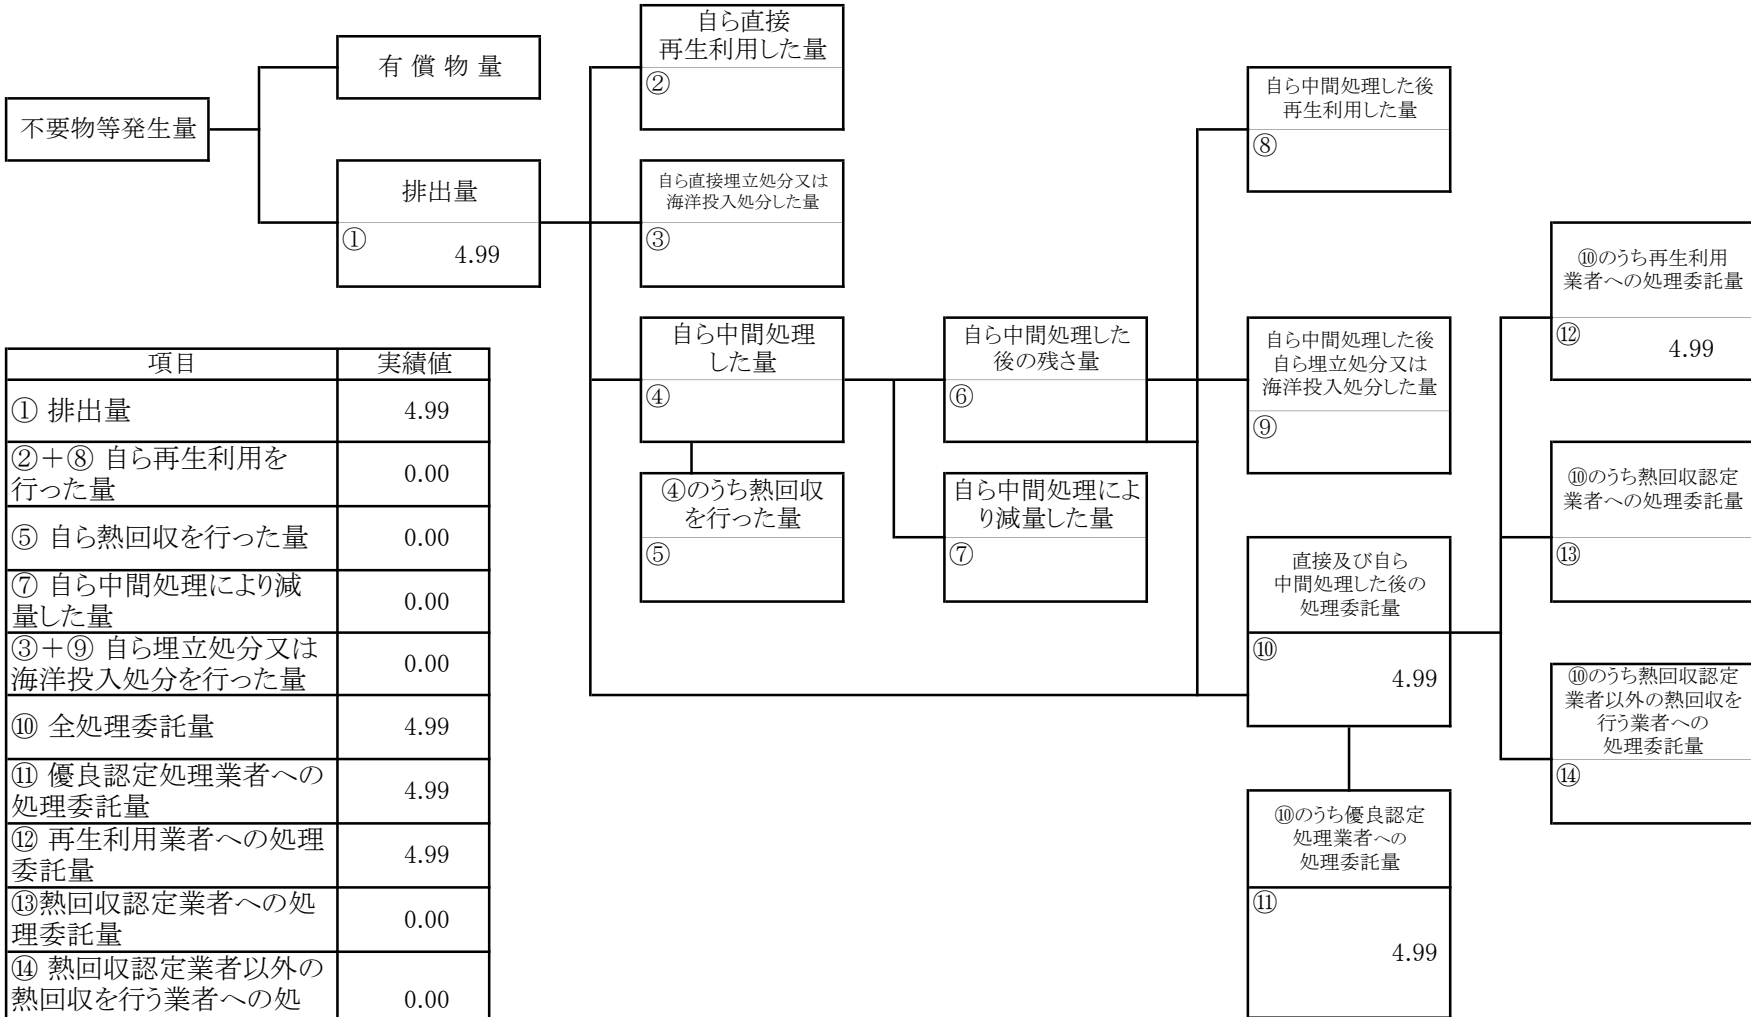 不要物等発生量
有 償 物 量
排出量
①
4.99
自ら直接
再生利用した量
②
自ら直接埋立処分又は
海洋投入処分した量
③
自ら中間処理
した量
④
④のうち熱回収
を行った量
⑤
自ら中間処理した
後の残さ量
⑥
自ら中間処理によ
り減量した量
⑦
自ら中間処理した後
再生利用した量
⑧
自ら中間処理した後
自ら埋立処分又は
海洋投入処分した量
⑨
直接及び自ら
中間処理した後の
処理委託量
⑩
4.99
⑩のうち優良認定
処理業者への
処理委託量
⑪
4.99
⑩のうち再生利用
業者への処理委託量
⑫
4.99
⑩のうち熱回収認定
業者への処理委託量
⑬
⑩のうち熱回収認定
業者以外の熱回収を
行う業者への
処理委託量
⑭
項目 実績値
① 排出量 4.99
②＋⑧ 自ら再生利用を
行った量 0.00
⑤ 自ら熱回収を行った量 0.00
⑦ 自ら中間処理により減
量した量 0.00
③＋⑨ 自ら埋立処分又は
海洋投入処分を行った量 0.00
⑩ 全処理委託量 4.99
⑪ 優良認定処理業者への
処理委託量 4.99
⑫ 再生利用業者への処理
委託量 4.99
⑬熱回収認定業者への処
理委託量 0.00
⑭ 熱回収認定業者以外の
熱回収を行う業者への処 0.00